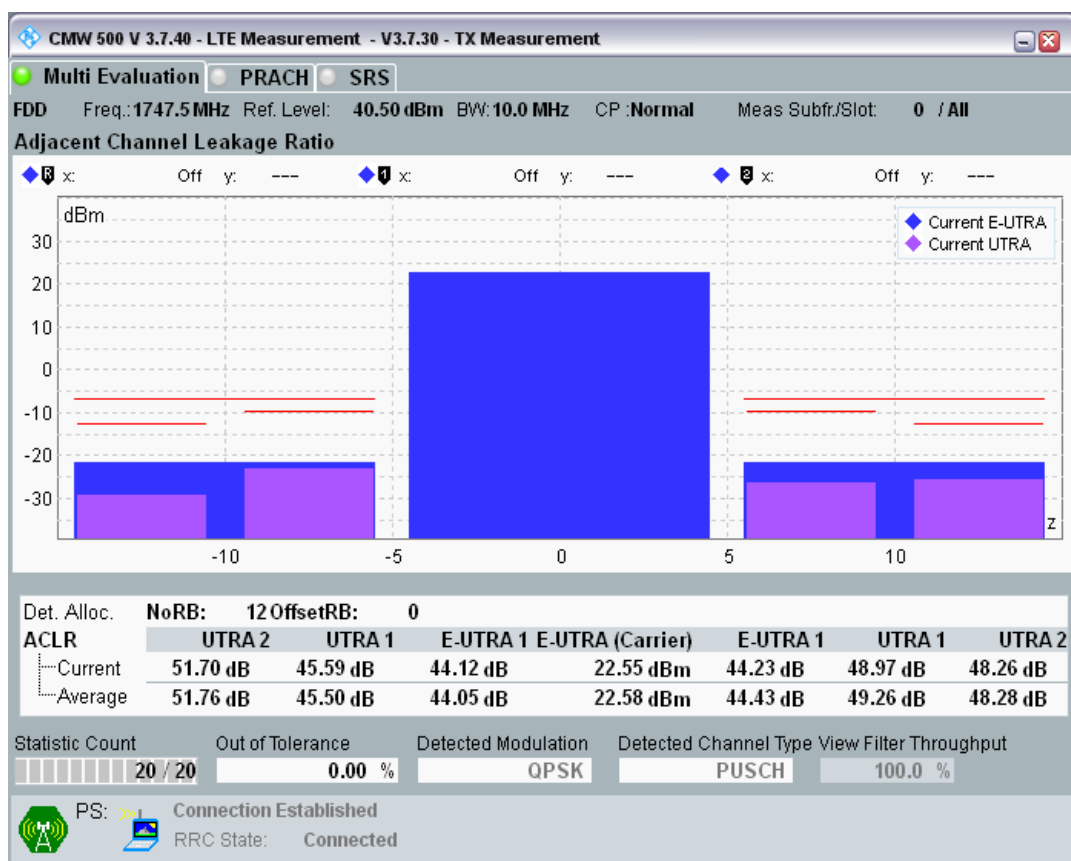 CMW 500 V 3.7.40 - LTE Measurement - V3.7.30 - TX Measurement
Multi Evaluation PRACH SRS
FDD Freq.: 1747.5 MHz Ref. Level: 40.50 dBm BW: 10.0 MHz CP :Normal Meas Subfr./Slot: 0 / All
Adjacent Channel Leakage Ratio
R x: Off y: --- 1 x: Off y: --- 2 x: Off y: ---
dBm
Current E-UTRA
Current UTRA
30
20
10
0
-10
-20
-30
z
-10 -5 0 5 10
Det. Alloc. NoRB: 12 OffsetRB: 0
ACLR UTRA 2 UTRA 1 E-UTRA 1 E-UTRA (Carrier) E-UTRA 1 UTRA 1 UTRA 2
Current 51.70 dB 45.59 dB 44.12 dB 22.55 dBm 44.23 dB 48.97 dB 48.26 dB
Average 51.76 dB 45.50 dB 44.05 dB 22.58 dBm 44.43 dB 49.26 dB 48.28 dB
Statistic Count Out of Tolerance Detected Modulation Detected Channel Type View Filter Throughput
20 / 20 0.00 % QPSK PUSCH 100.0 %
PS: Connection Established
RRC State: Connected